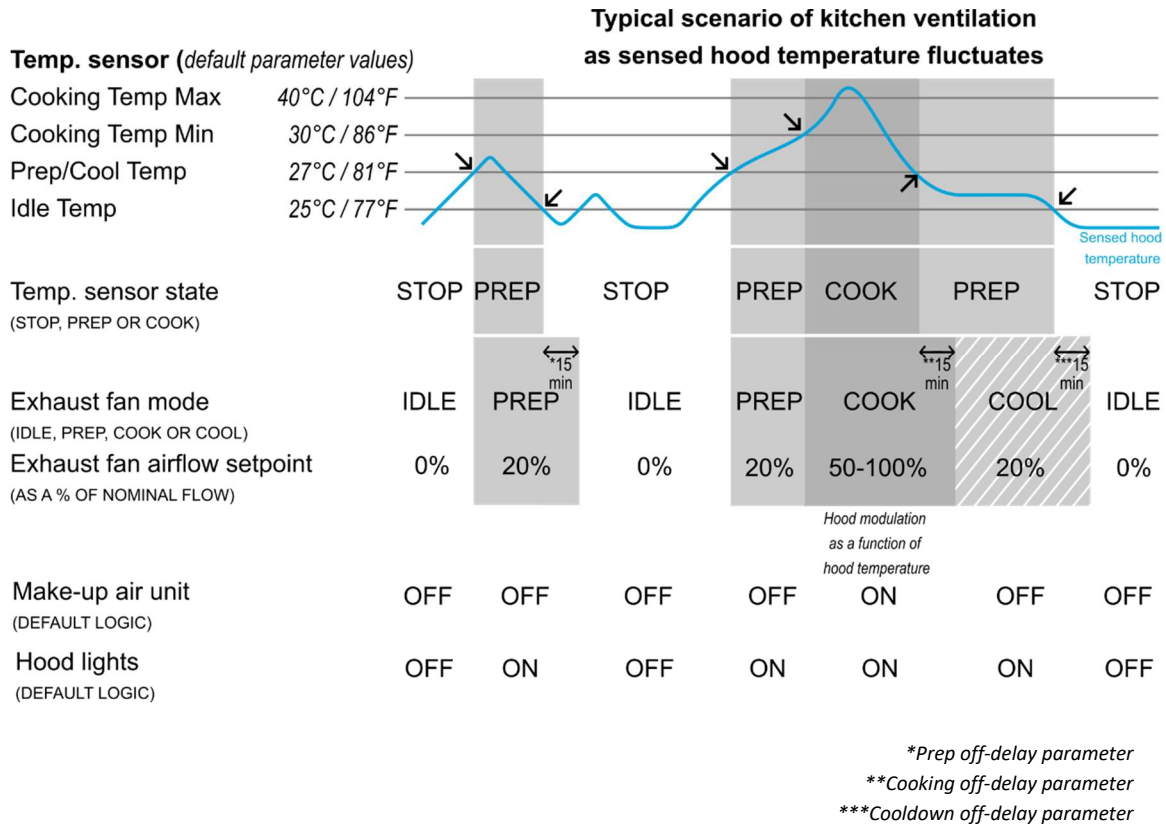 Typical scenario of kitchen ventilation
as sensed hood temperature fluctuates
Temp. sensor (default parameter values)
Cooking Temp Max 40°C / 104°F
Cooking Temp Min 30°C / 86°F
Prep/Cool Temp 27°C / 81°F
Idle Temp 25°C / 77°F
Sensed hood
temperature
Temp. sensor state STOP PREP STOP PREP COOK PREP STOP
(STOP, PREP OR COOK)
*15 **15 ***15
min min min
Exhaust fan mode IDLE PREP IDLE PREP COOK COOL IDLE
(IDLE, PREP, COOK OR COOL)
Exhaust fan airflow setpoint 0% 20% 0% 20% 50-100% 20% 0%
(AS A % OF NOMINAL FLOW)
Hood modulation
as a function of
hood temperature
Make-up air unit OFF OFF OFF OFF ON OFF OFF
(DEFAULT LOGIC)
Hood lights OFF ON OFF ON ON ON OFF
(DEFAULT LOGIC)
*Prep off-delay parameter
**Cooking off-delay parameter
***Cooldown off-delay parameter